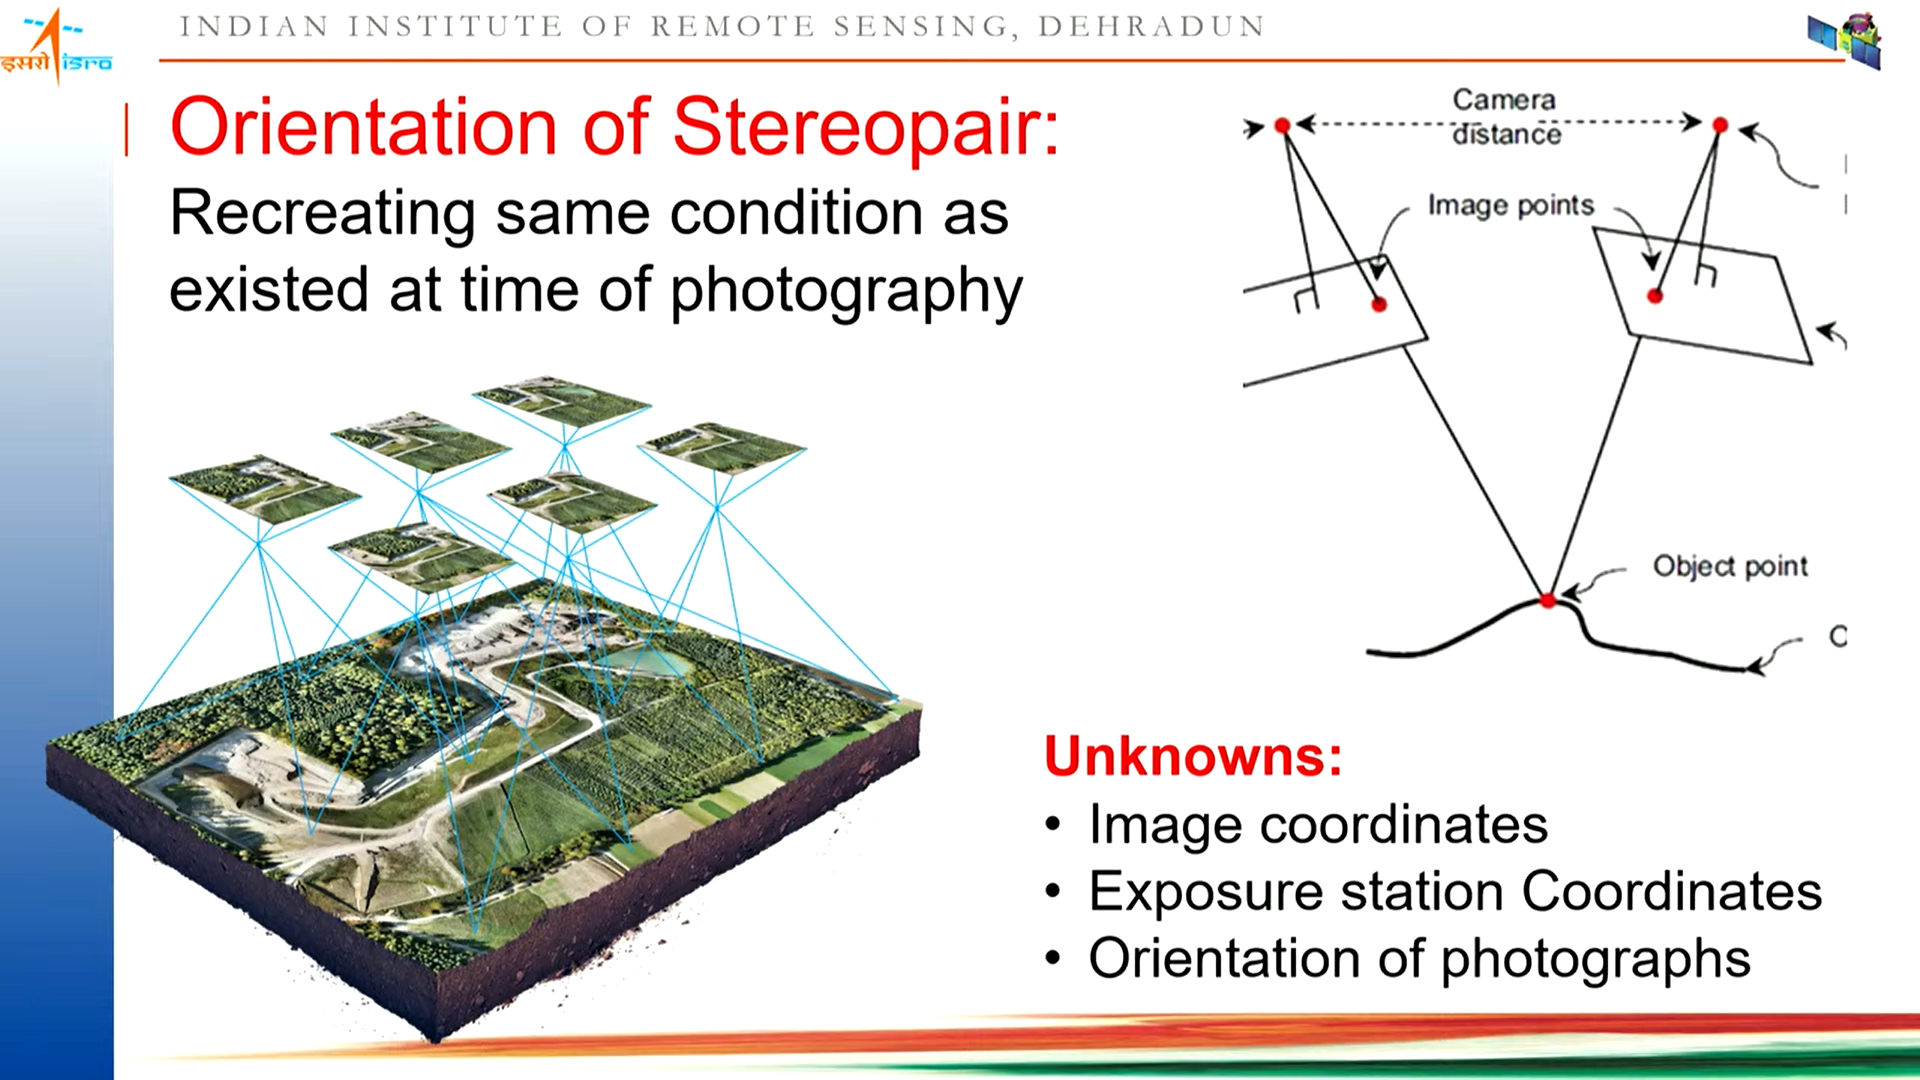 INDIAN INSTITUTE OF REMOTE SENSING, DEHRADUN
इसरो isro
Orientation of Stereopair:
Recreating same condition as
existed at time of photography
Camera
distance
Image points
Object point
Unknowns:
• Image coordinates
• Exposure station Coordinates
• Orientation of photographs